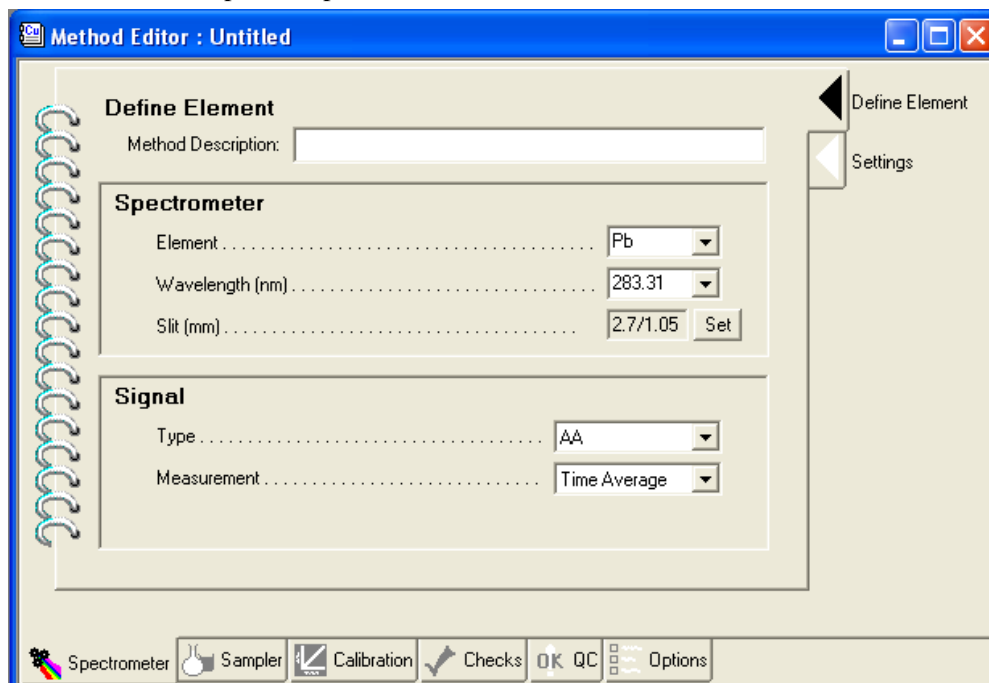 Method Editor : Untitled
Define Element
Method Description:
Spectrometer
Element . . . . . . . . . . . . . . . . . . . . . . . . . . . . . . . . . . . . . . . Pb
Wavelength (nm) . . . . . . . . . . . . . . . . . . . . . . . . . . . . . . . . 283.31
Slit (mm) . . . . . . . . . . . . . . . . . . . . . . . . . . . . . . . . . . . . . 2.7/1.05 Set
Signal
Type . . . . . . . . . . . . . . . . . . . . . . . . . . . . . . . . . . . . AA
Measurement . . . . . . . . . . . . . . . . . . . . . . . . . . . . . Time Average
Define Element
Settings
Spectrometer Sampler Calibration Checks OK QC Options